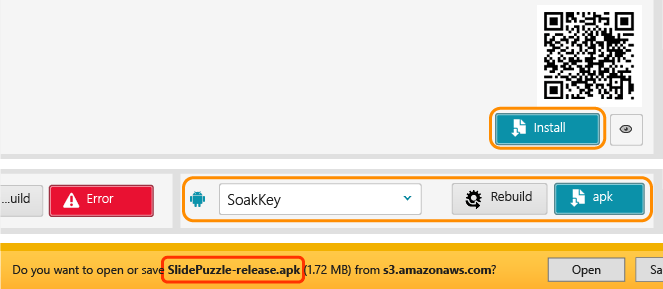 Install
...uild
Error
SoakKey
Rebuild
apk
Do you want to open or save SlidePuzzle-release.apk (1.72 MB) from s3.amazonaws.com?
Open
Sa